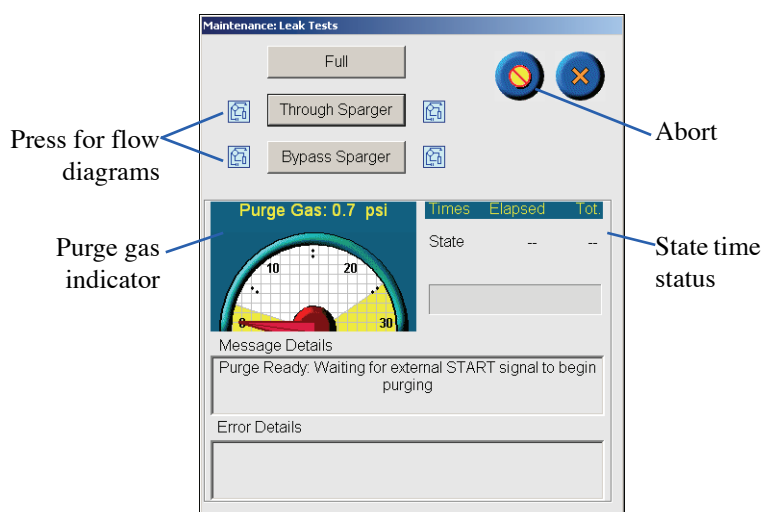 Maintenance: Leak Tests
Full
Through Sparger
Bypass Sparger
Press for flow
diagrams
Abort
Purge Gas: 0.7 psi
Times Elapsed Tot.
State -- --
Purge gas
indicator
State time
status
10 20
0 30
Message Details
Purge Ready: Waiting for external START signal to begin
purging
Error Details